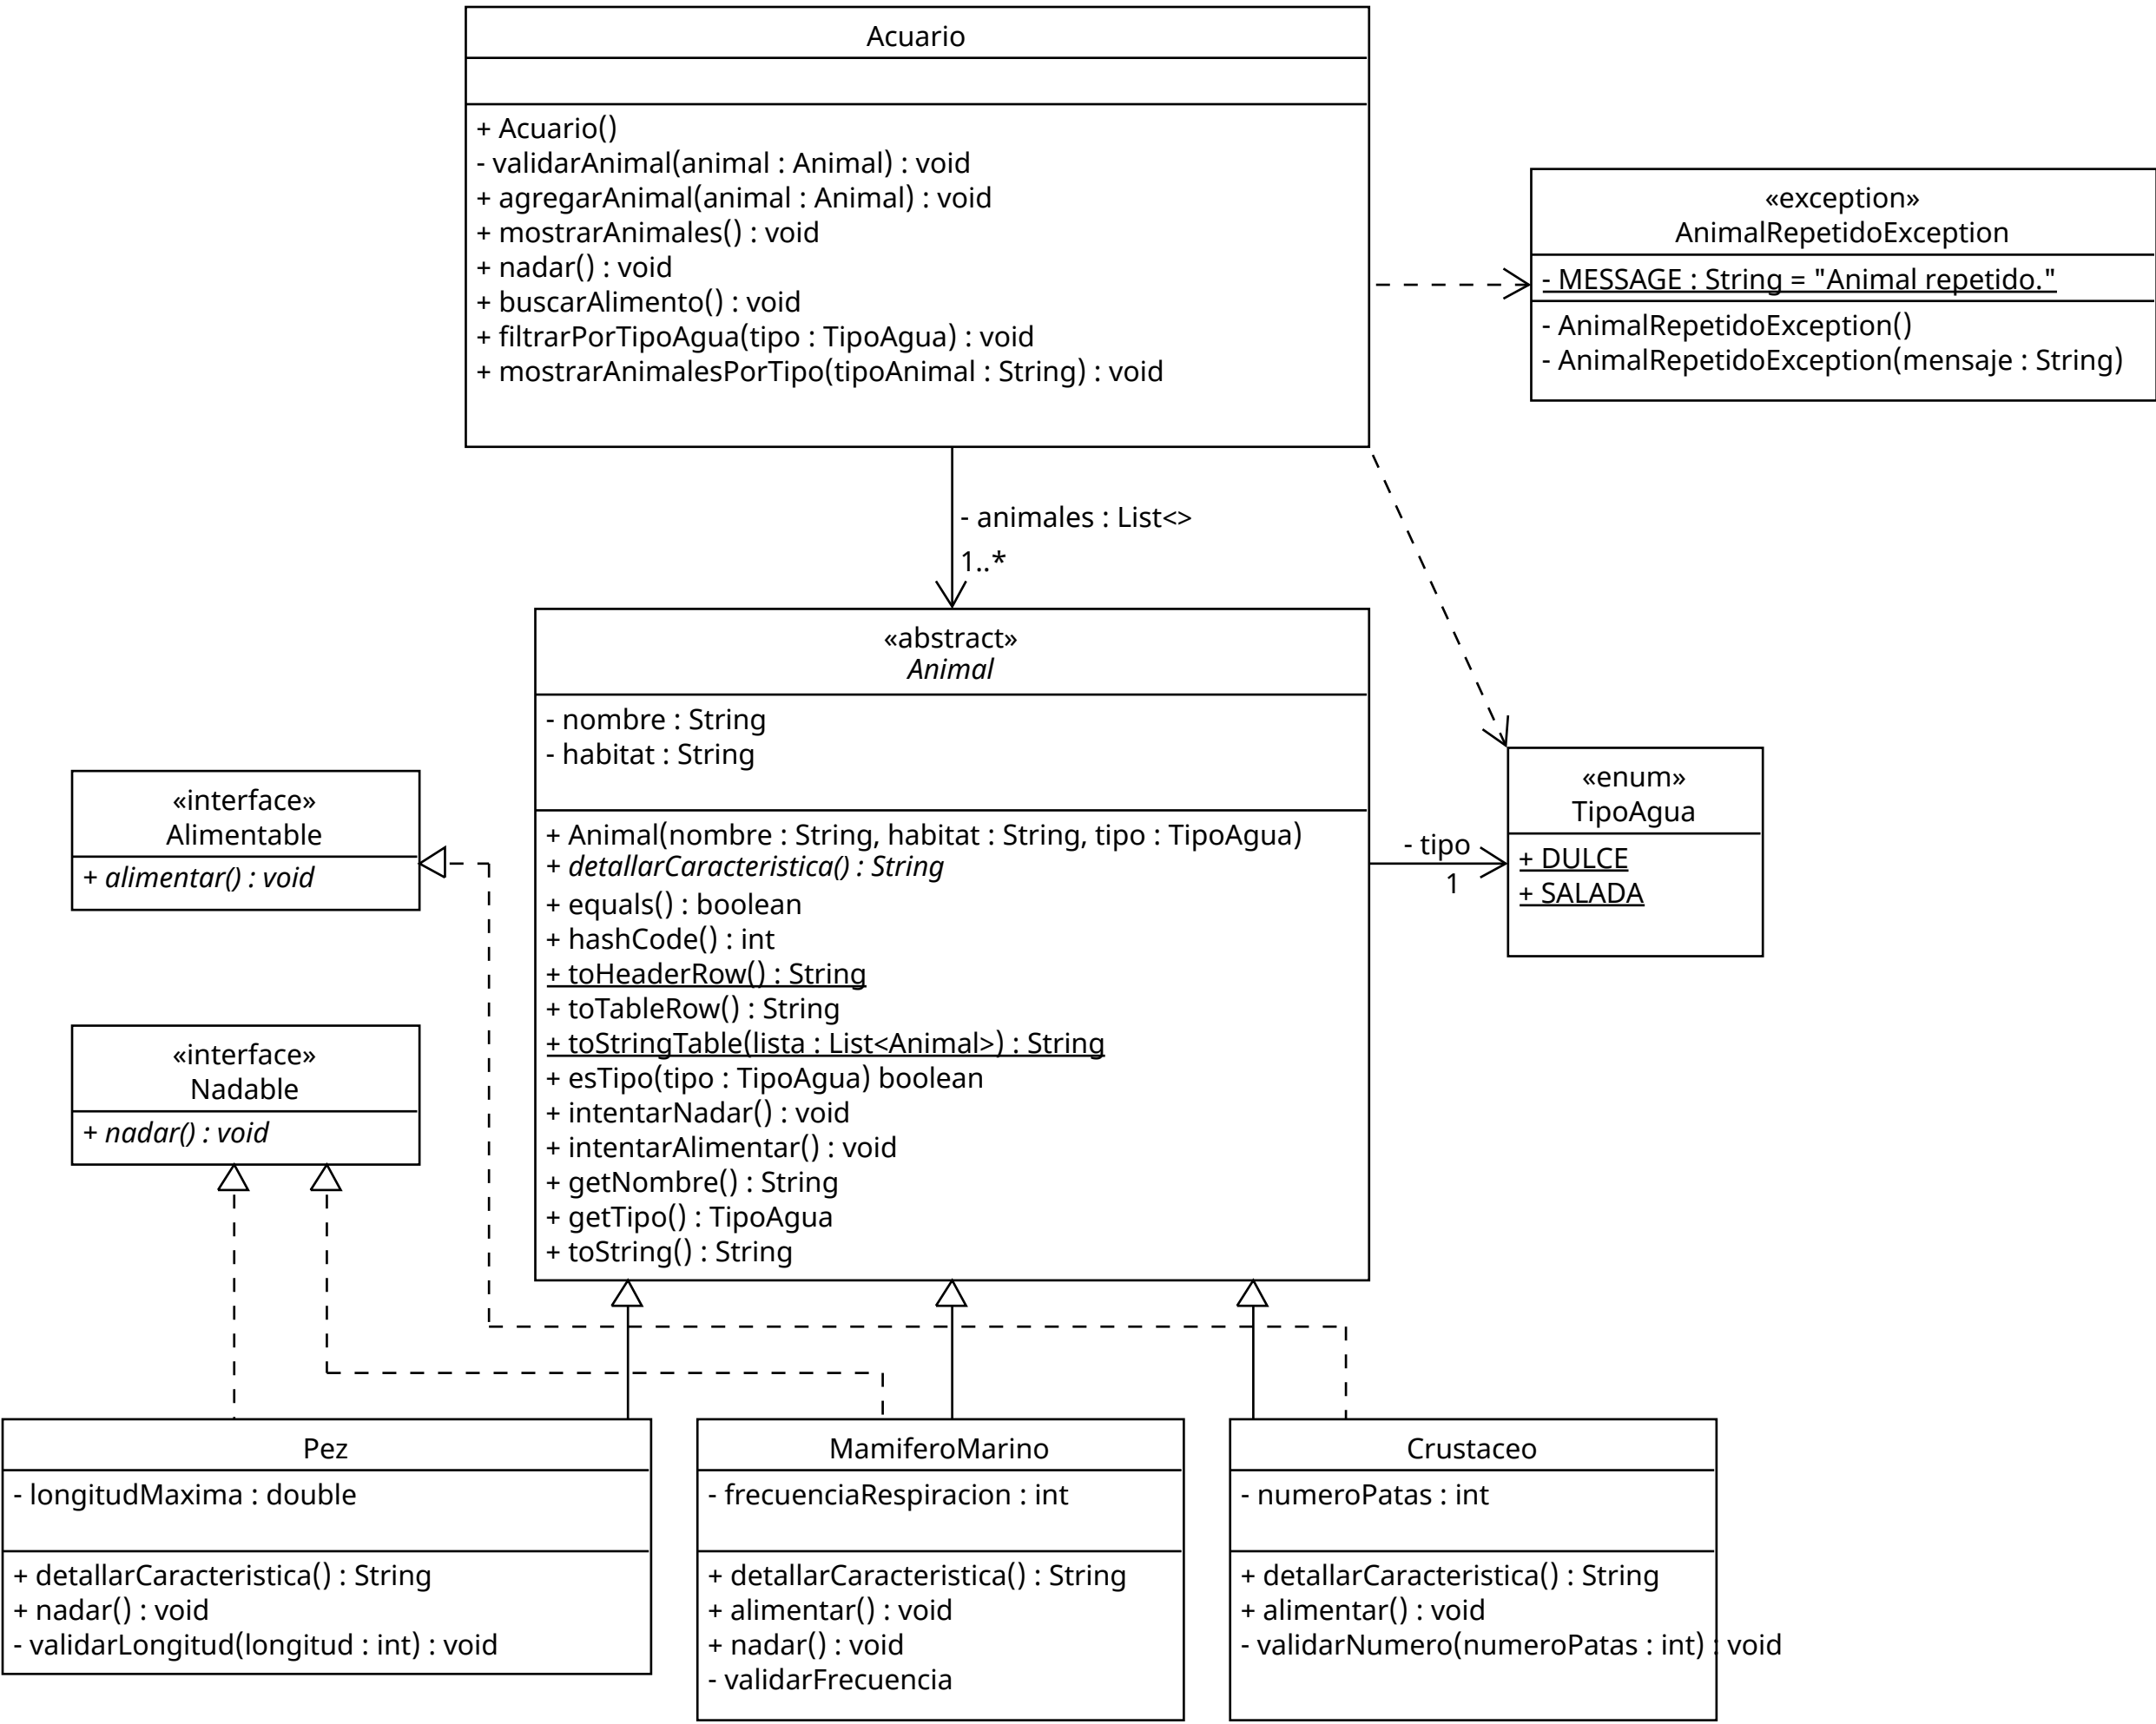 Acuario
+ Acuario()
- validarAnimal(animal : Animal) : void
+ agregarAnimal(animal : Animal) : void
+ mostrarAnimales() : void
+ nadar() : void
+ buscarAlimento() : void
+ filtrarPorTipoAgua(tipo : TipoAgua) : void
+ mostrarAnimalesPorTipo(tipoAnimal : String) : void
«exception»
AnimalRepetidoException
- MESSAGE : String = "Animal repetido."
- AnimalRepetidoException()
- AnimalRepetidoException(mensaje : String)
- animales : List<>
1..*
«abstract»
Animal
- nombre : String
- habitat : String
+ Animal(nombre : String, habitat : String, tipo : TipoAgua)
+ detallarCaracteristica() : String
+ equals() : boolean
+ hashCode() : int
+ toHeaderRow() : String
+ toTableRow() : String
+ toStringTable(lista : List<Animal>) : String
+ esTipo(tipo : TipoAgua) boolean
+ intentarNadar() : void
+ intentarAlimentar() : void
+ getNombre() : String
+ getTipo() : TipoAgua
+ toString() : String
- tipo
1
«enum»
TipoAgua
+ DULCE
+ SALADA
«interface»
Alimentable
+ alimentar() : void
«interface»
Nadable
+ nadar() : void
Pez
- longitudMaxima : double
+ detallarCaracteristica() : String
+ nadar() : void
- validarLongitud(longitud : int) : void
MamiferoMarino
- frecuenciaRespiracion : int
+ detallarCaracteristica() : String
+ alimentar() : void
+ nadar() : void
- validarFrecuencia
Crustaceo
- numeroPatas : int
+ detallarCaracteristica() : String
+ alimentar() : void
- validarNumero(numeroPatas : int) : void